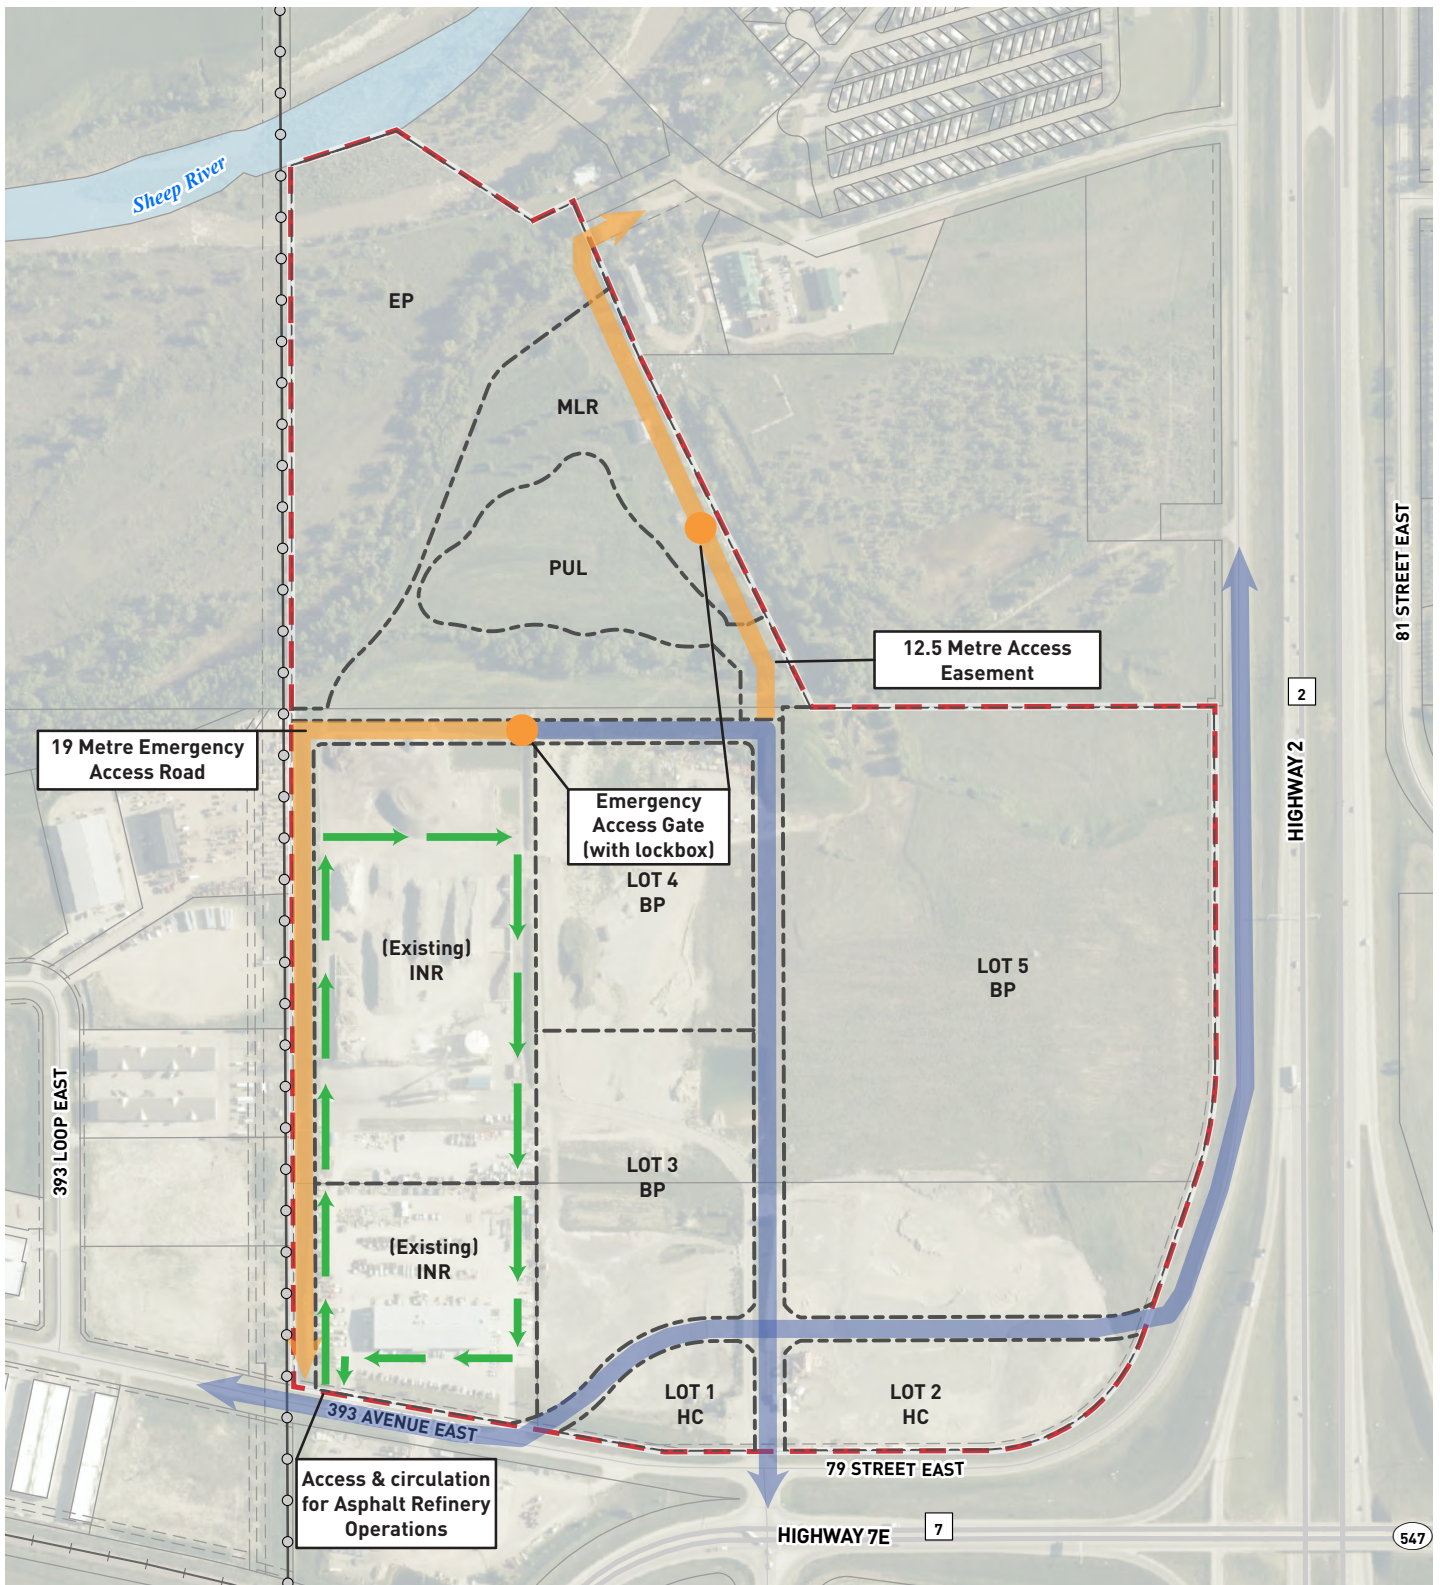 Sheep River
EP
MLR
PUL
81 STREET EAST
12.5 Metre Access
Easement
2
19 Metre Emergency
Access Road
HIGHWAY 2
Emergency
Access Gate
(with lockbox)
LOT 4
BP
(Existing)
INR
LOT 5
BP
393 LOOP EAST
LOT 3
BP
(Existing)
INR
LOT 1
HC
LOT 2
HC
393 AVENUE EAST
79 STREET EAST
Access & circulation
for Asphalt Refinery
Operations
HIGHWAY 7E
7
547